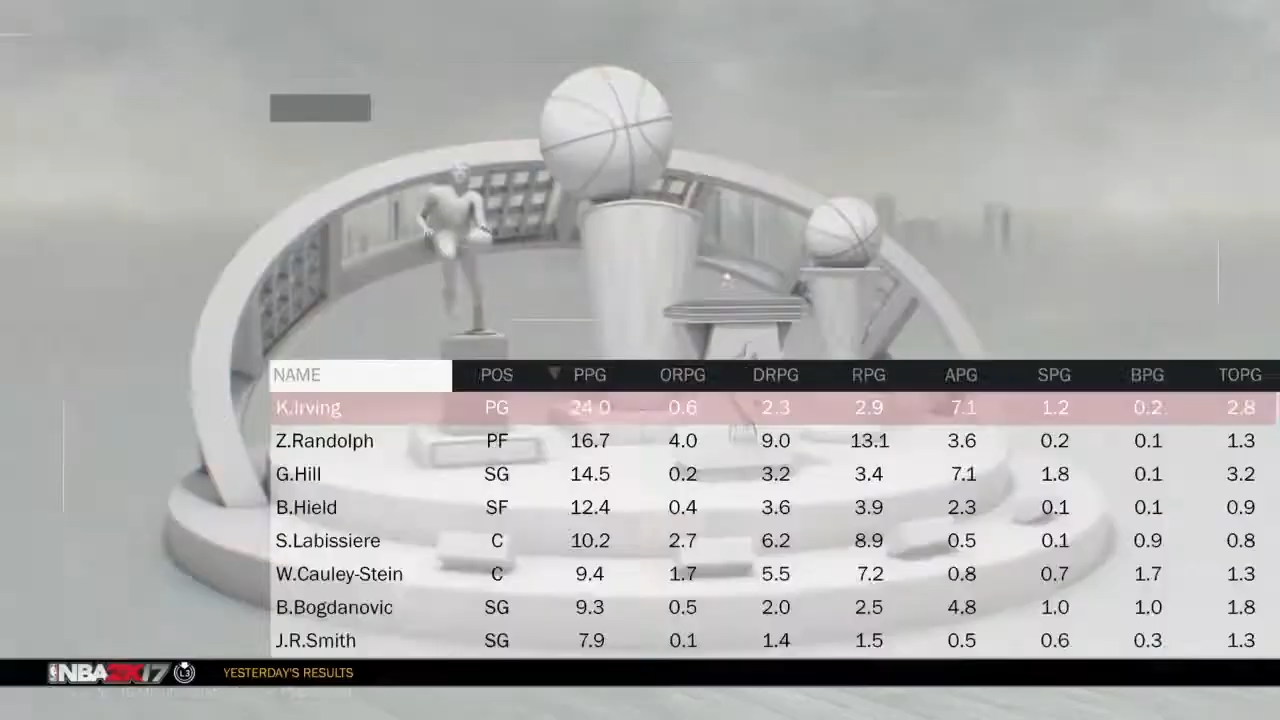 NAME POS PPG ORPG DRPG RPG APG SPG BPG TOPG
K.Irving PG 24.0 0.6 2.3 2.9 7.1 1.2 0.2 2.8
Z.Randolph PF 16.7 4.0 9.0 13.1 3.6 0.2 0.1 1.3
G.Hill SG 14.5 0.2 3.2 3.4 7.1 1.8 0.1 3.2
B.Hield SF 12.4 0.4 3.6 3.9 2.3 0.1 0.1 0.9
S.Labissiere C 10.2 2.7 6.2 8.9 0.5 0.1 0.9 0.8
W.Cauley-Stein C 9.4 1.7 5.5 7.2 0.8 0.7 1.7 1.3
B.Bogdanovic SG 9.3 0.5 2.0 2.5 4.8 1.0 1.0 1.8
J.R.Smith SG 7.9 0.1 1.4 1.5 0.5 0.6 0.3 1.3
NBA 2K17 L3 YESTERDAY'S RESULTS